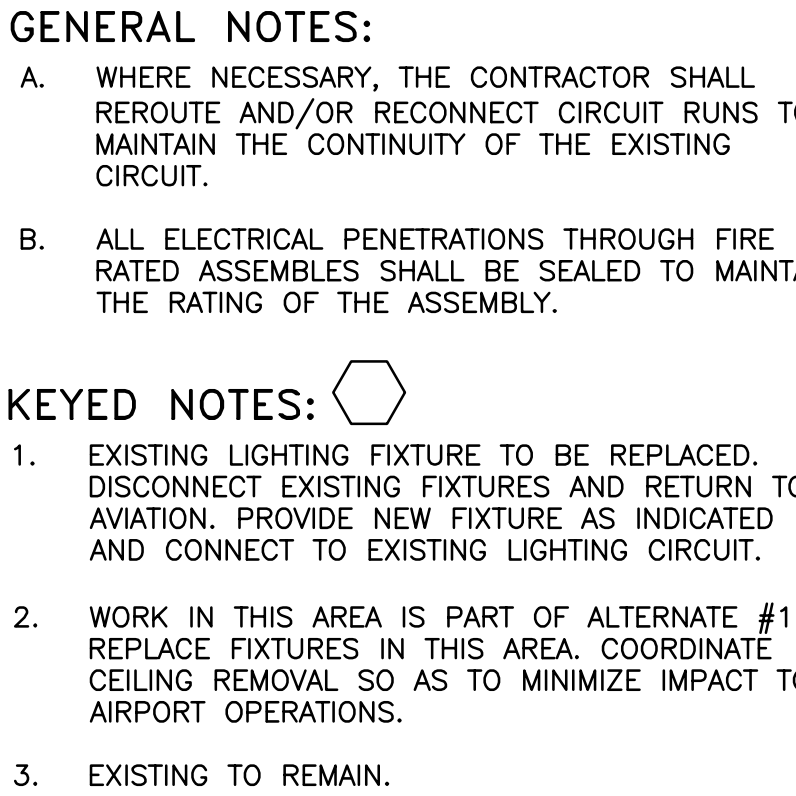 GENERAL NOTES:
A. WHERE NECESSARY, THE CONTRACTOR SHALL
REROUTE AND/OR RECONNECT CIRCUIT RUNS TO
MAINTAIN THE CONTINUITY OF THE EXISTING
CIRCUIT.
B. ALL ELECTRICAL PENETRATIONS THROUGH FIRE
RATED ASSEMBLES SHALL BE SEALED TO MAINTA
THE RATING OF THE ASSEMBLY.
KEYED NOTES:
1. EXISTING LIGHTING FIXTURE TO BE REPLACED.
DISCONNECT EXISTING FIXTURES AND RETURN TO
AVIATION. PROVIDE NEW FIXTURE AS INDICATED
AND CONNECT TO EXISTING LIGHTING CIRCUIT.
2. WORK IN THIS AREA IS PART OF ALTERNATE #1
REPLACE FIXTURES IN THIS AREA. COORDINATE
CEILING REMOVAL SO AS TO MINIMIZE IMPACT TO
AIRPORT OPERATIONS.
3. EXISTING TO REMAIN.